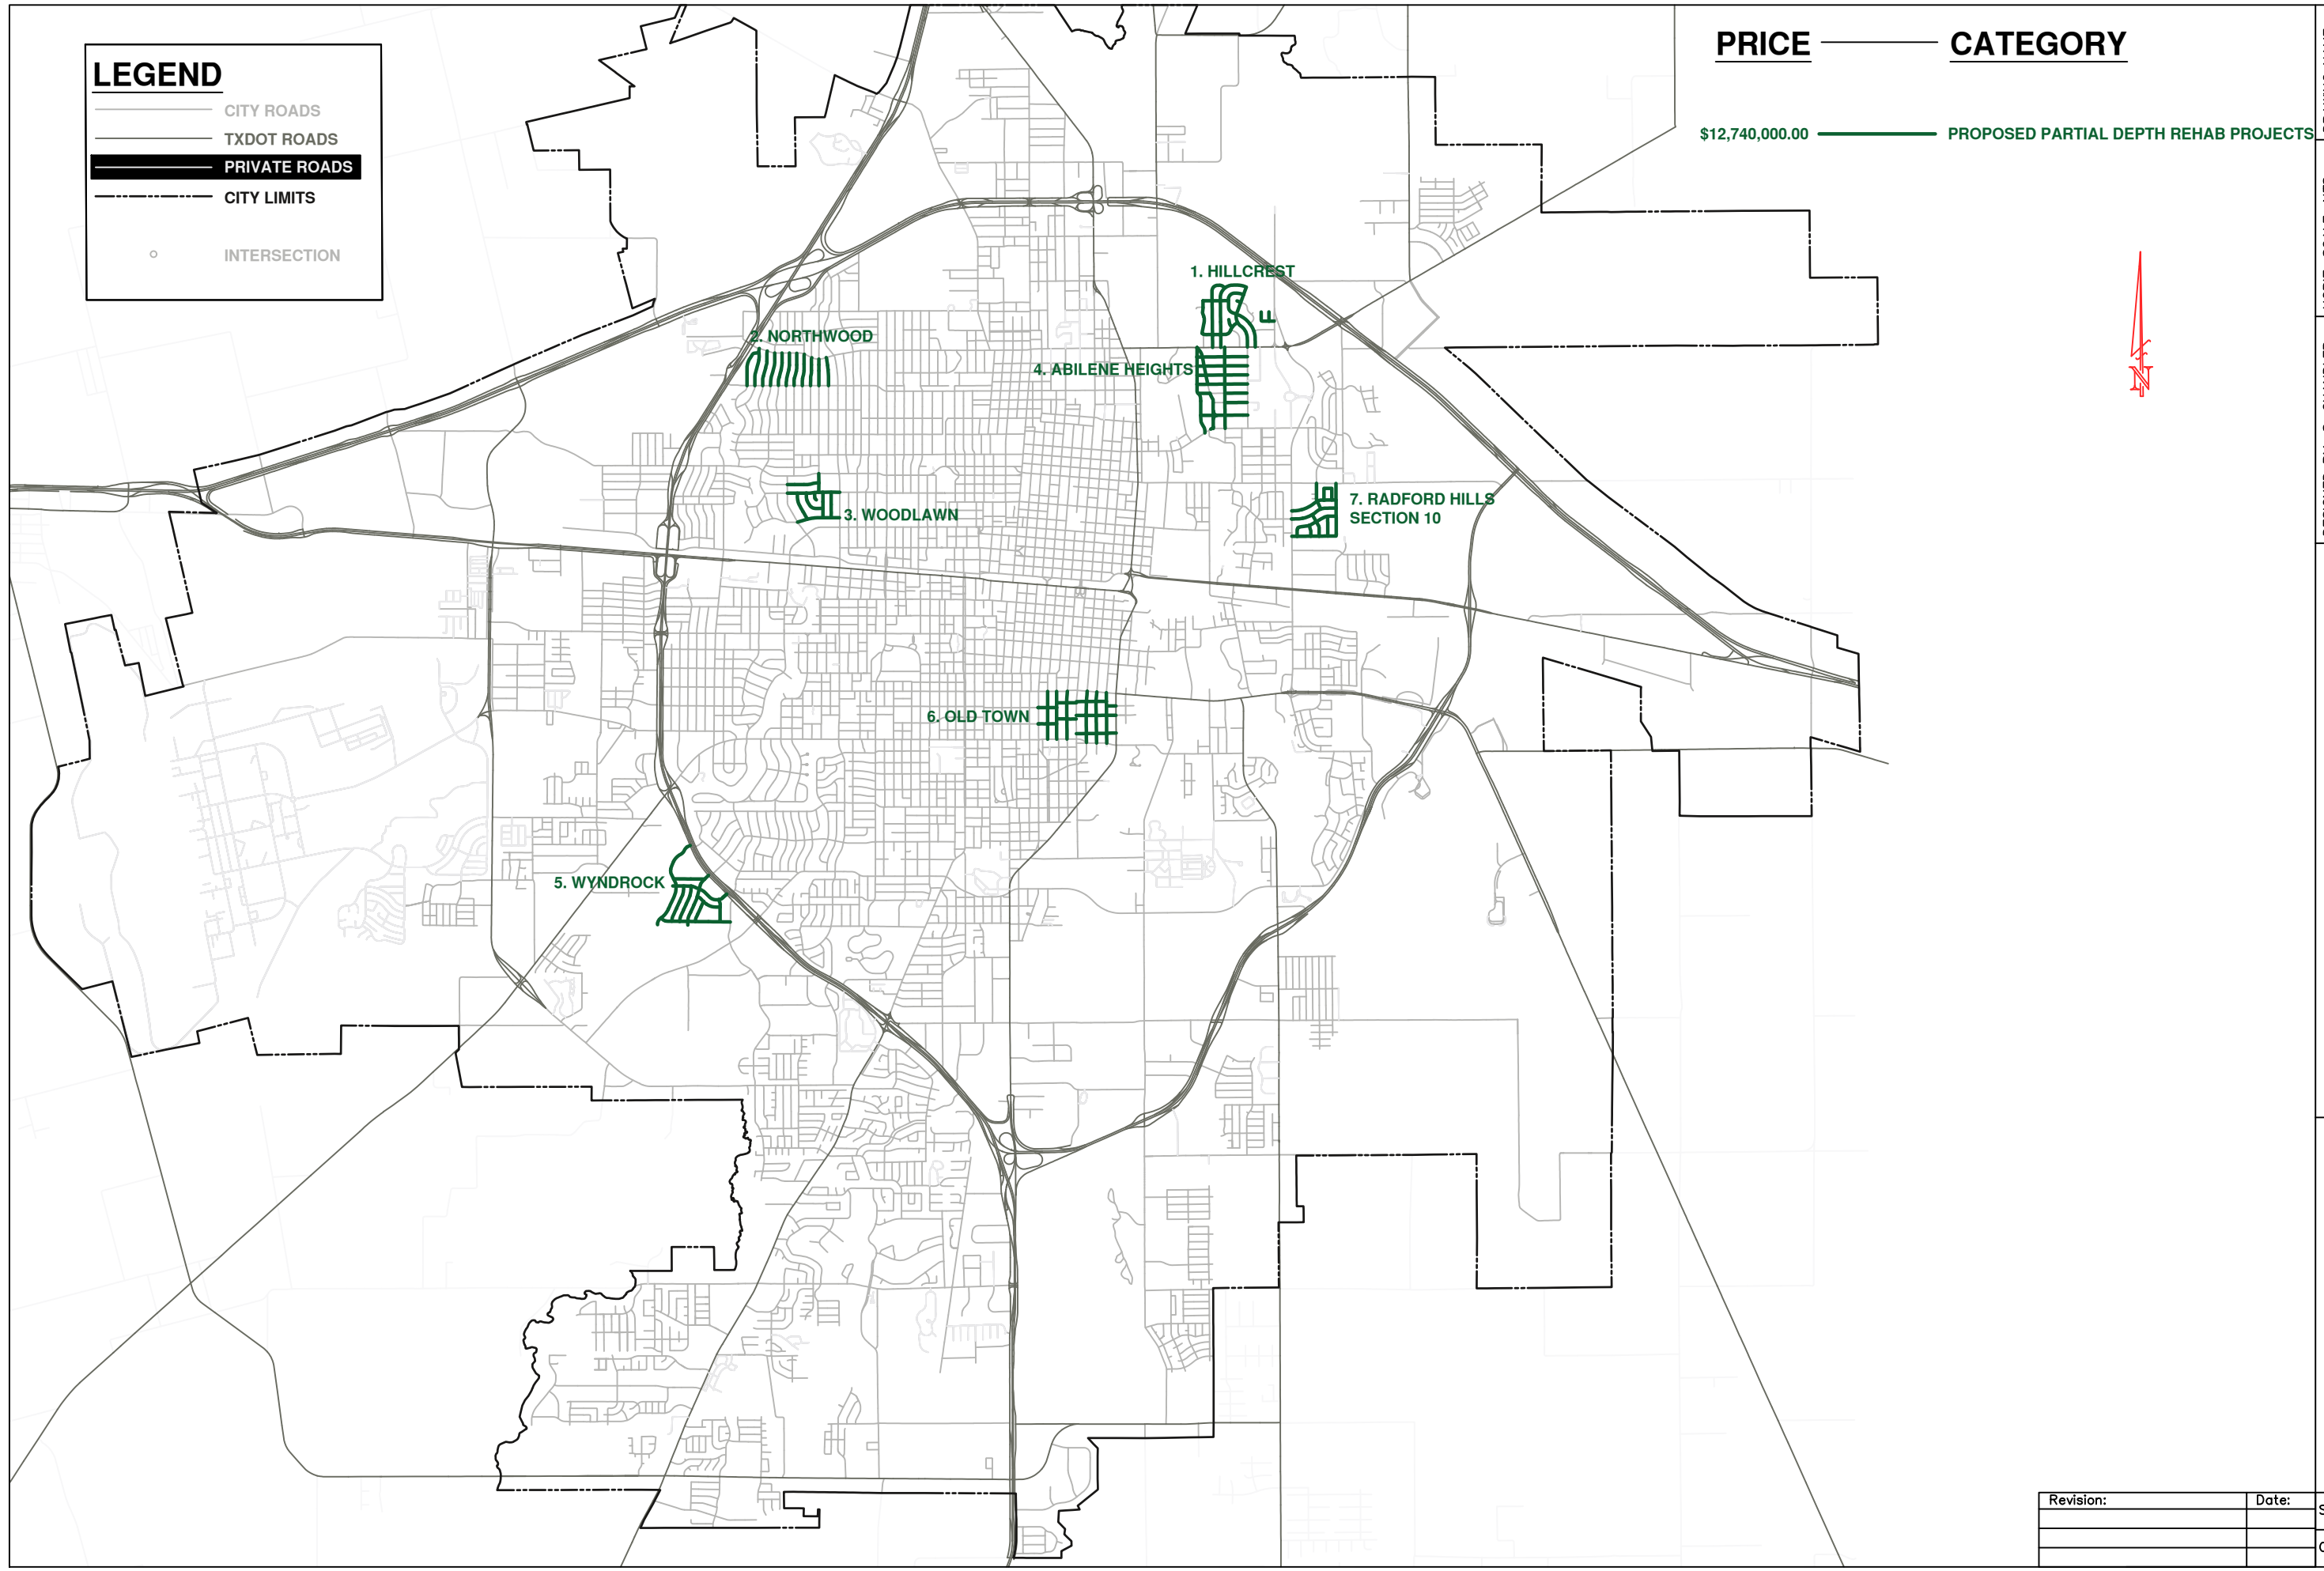 LEGEND
CITY ROADS
TXDOT ROADS
PRIVATE ROADS
CITY LIMITS
INTERSECTION
PRICE CATEGORY
$12,740,000.00 PROPOSED PARTIAL DEPTH REHAB PROJECTS
1. HILLCREST
2. NORTHWOOD
4. ABILENE HEIGHTS
3. WOODLAWN
7. RADFORD HILLS
SECTION 10
6. OLD TOWN
5. WYNDROCK
N
Revision: Date: